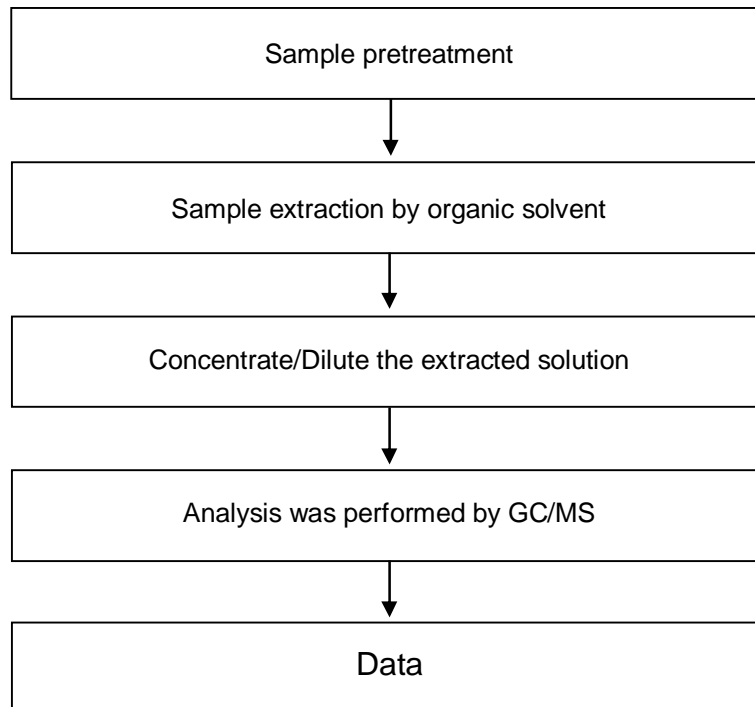 Sample pretreatment
Sample extraction by organic solvent
Concentrate/Dilute the extracted solution
Analysis was performed by GC/MS
Data